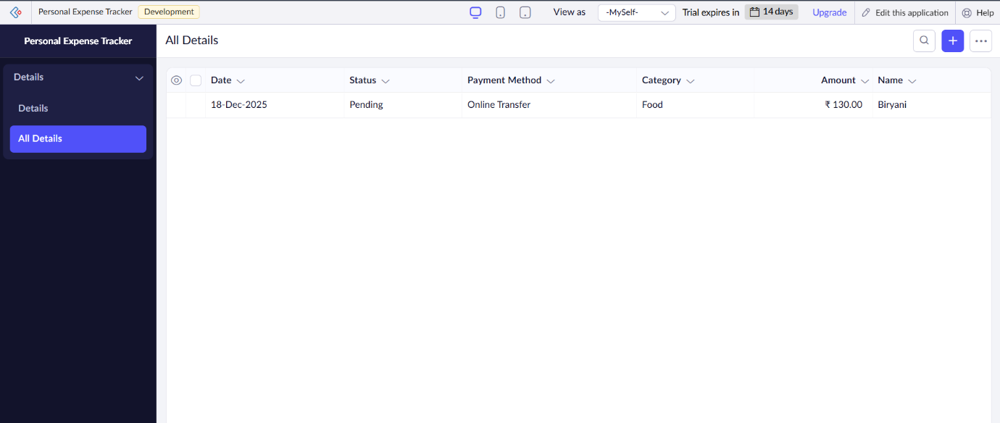 Personal Expense Tracker Development View as -MySelf- Trial expires in 14 days Upgrade Edit this application Help
Personal Expense Tracker
Details
Details
All Details
All Details
Date Status Payment Method Category Amount Name
18-Dec-2025 Pending Online Transfer Food ₹ 130.00 Biryani